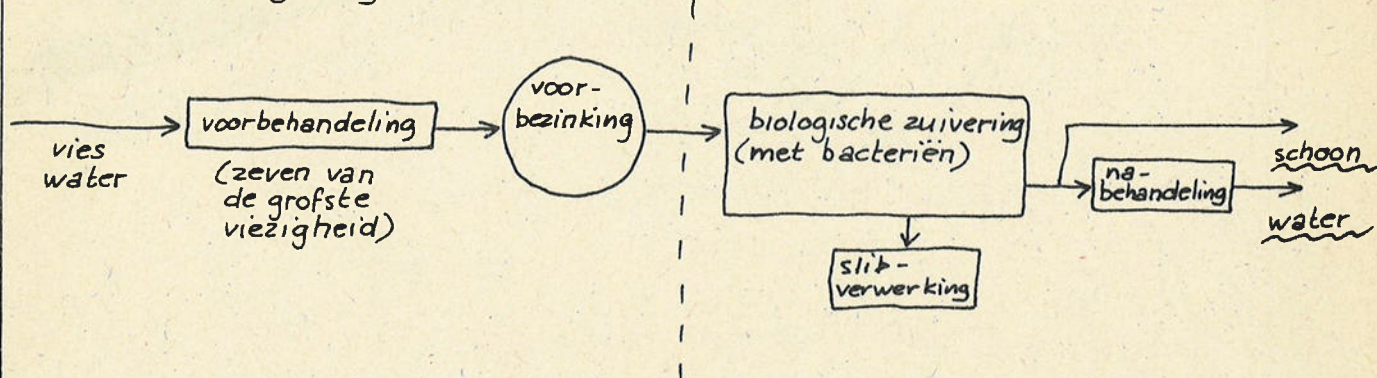 vies
water
voorbehandeling
(zeven van
de grofste
viezigheid)
voor-
bezinking
biologische zuivering
(met bacteriën)
slib-
verwerking
na-
behandeling
schoon
water